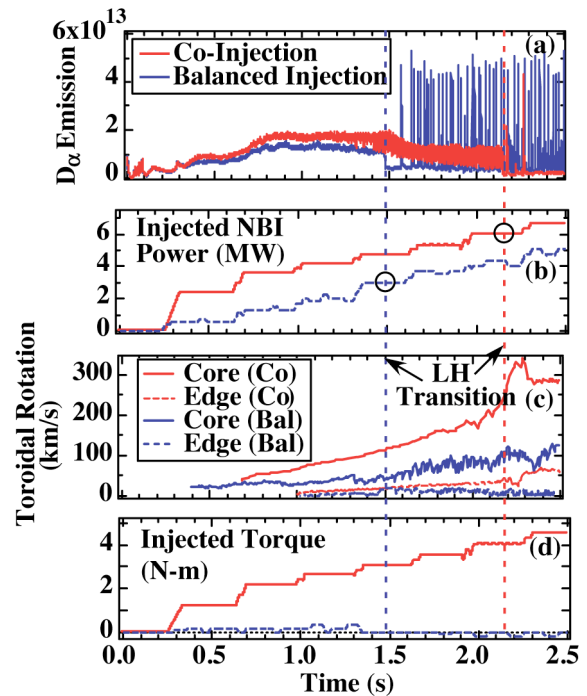 6x10¹³
4
2
0
Dα Emission
Co-Injection
Balanced Injection
(a)
6
4
2
0
Injected NBI
Power (MW)
(b)
300
200
100
0
Toroidal Rotation
(km/s)
Core (Co)
Edge (Co)
Core (Bal)
Edge (Bal)
LH
Transition
(c)
4
2
0
Injected Torque
(N-m)
(d)
0.0 0.5 1.0 1.5 2.0 2.5
Time (s)